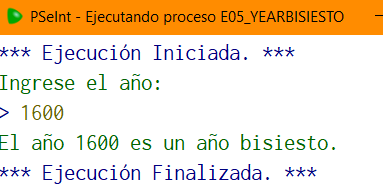 PSeInt - Ejecutando proceso E05_YEARBISIESTO
*** Ejecución Iniciada. ***
Ingrese el año:
> 1600
El año 1600 es un año bisiesto.
*** Ejecución Finalizada. ***